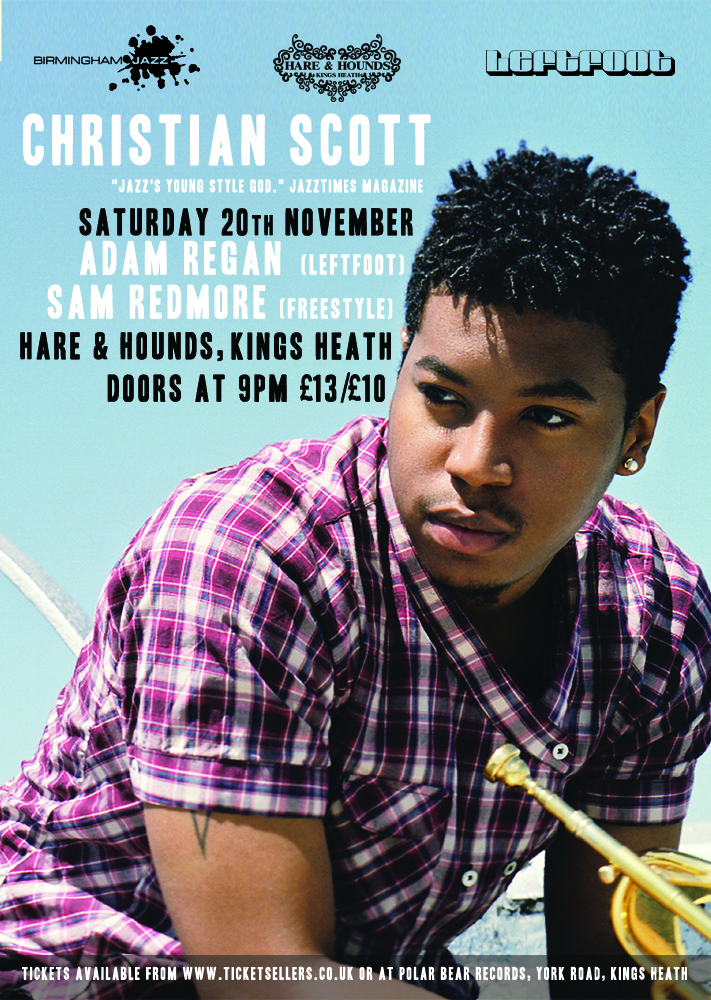 BIRMINGHAM JAZZ
HARE & HOUNDS
KINGS HEATH
LEFTFOOT
CHRISTIAN SCOTT
"JAZZ'S YOUNG STYLE GOD." JAZZTIMES MAGAZINE
SATURDAY 20TH NOVEMBER
ADAM REGAN (LEFTFOOT)
SAM REDMORE (FREESTYLE)
HARE & HOUNDS, KINGS HEATH
DOORS AT 9PM £13/£10
TICKETS AVAILABLE FROM WWW.TICKETSELLERS.CO.UK OR AT POLAR BEAR RECORDS, YORK ROAD, KINGS HEATH